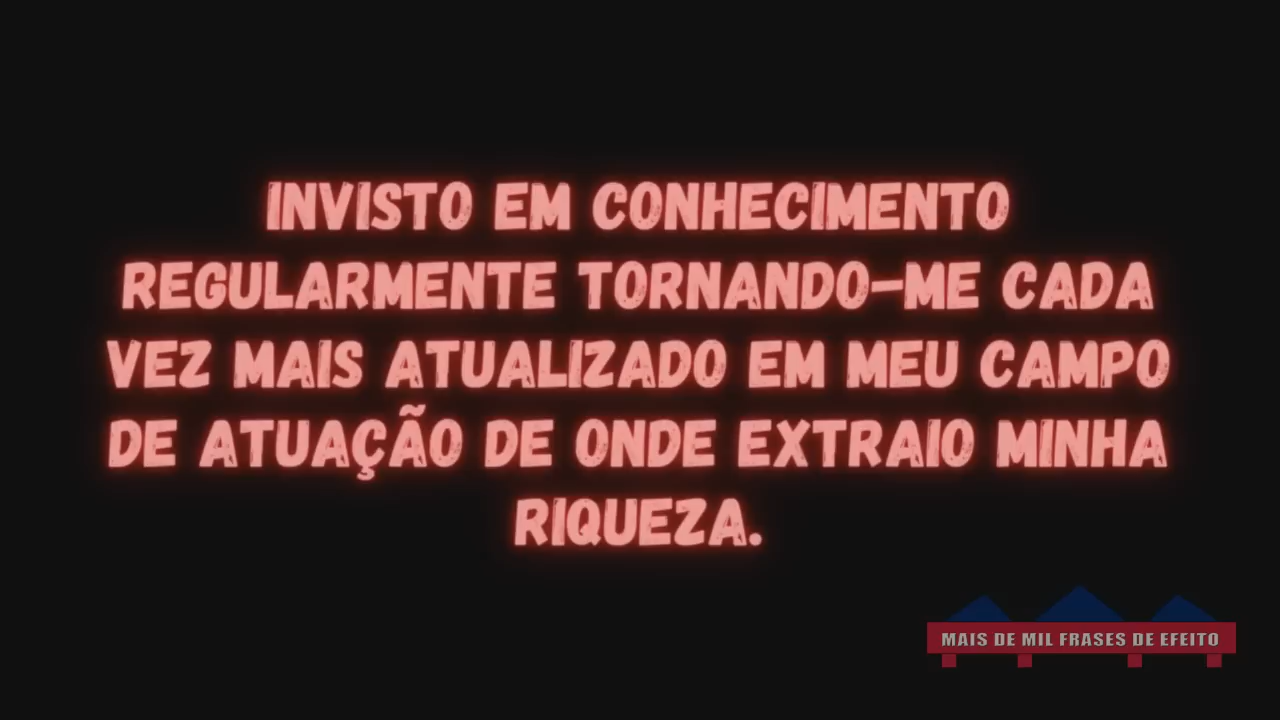 INVISTO EM CONHECIMENTO
REGULARMENTE TORNANDO-ME CADA
VEZ MAIS ATUALIZADO EM MEU CAMPO
DE ATUAÇÃO DE ONDE EXTRAIO MINHA
RIQUEZA.
MAIS DE MIL FRASES DE EFEITO